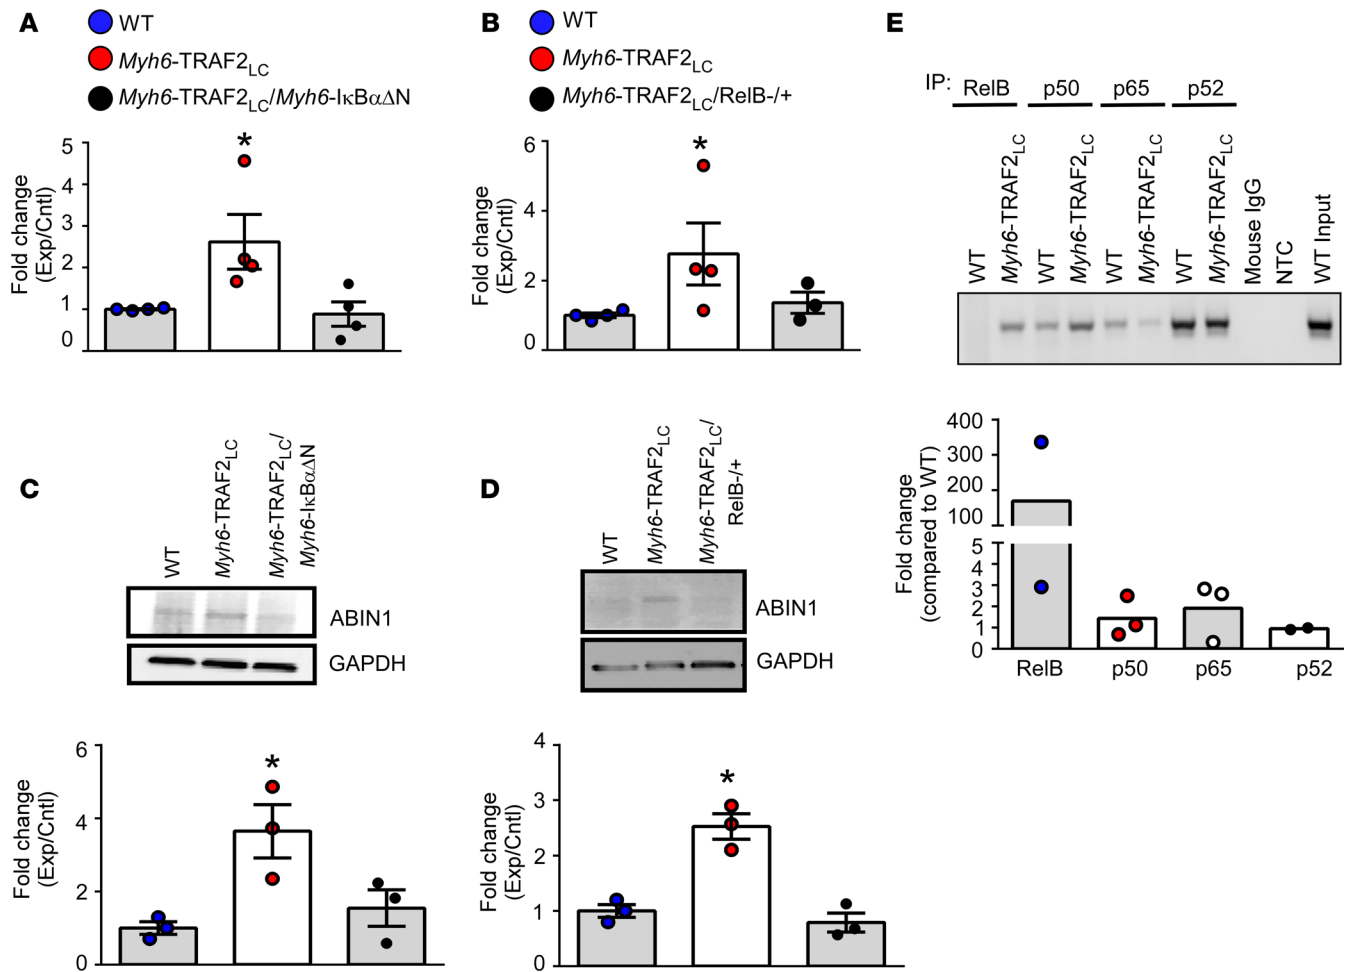 A
WT
Myh6-TRAF2LC
Myh6-TRAF2LC/Myh6-IκBαΔN
5
4
3
2
1
0
Fold change
(Exp/Cntl)
*
B
WT
Myh6-TRAF2LC
Myh6-TRAF2LC/RelB-/+
6
4
2
0
Fold change
(Exp/Cntl)
*
E
IP:
RelB
p50
p65
p52
WT
Myh6-TRAF2LC
WT
Myh6-TRAF2LC
WT
Myh6-TRAF2LC
WT
Myh6-TRAF2LC
Mouse IgG
NTC
WT Input
400
300
200
100
5
4
3
2
1
0
Fold change
(compared to WT)
RelB
p50
p65
p52
C
WT
Myh6-TRAF2LC
Myh6-TRAF2LC/
Myh6-IκBαΔN
ABIN1
GAPDH
6
4
2
0
Fold change
(Exp/Cntl)
*
D
WT
Myh6-TRAF2LC
Myh6-TRAF2LC/
RelB-/+
ABIN1
GAPDH
4
3
2
1
0
Fold change
(Exp/Cntl)
*